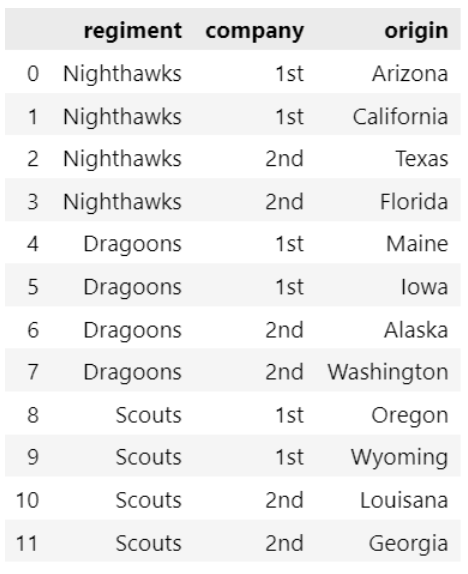 regiment company origin
0 Nighthawks 1st Arizona
1 Nighthawks 1st California
2 Nighthawks 2nd Texas
3 Nighthawks 2nd Florida
4 Dragoons 1st Maine
5 Dragoons 1st Iowa
6 Dragoons 2nd Alaska
7 Dragoons 2nd Washington
8 Scouts 1st Oregon
9 Scouts 1st Wyoming
10 Scouts 2nd Louisana
11 Scouts 2nd Georgia